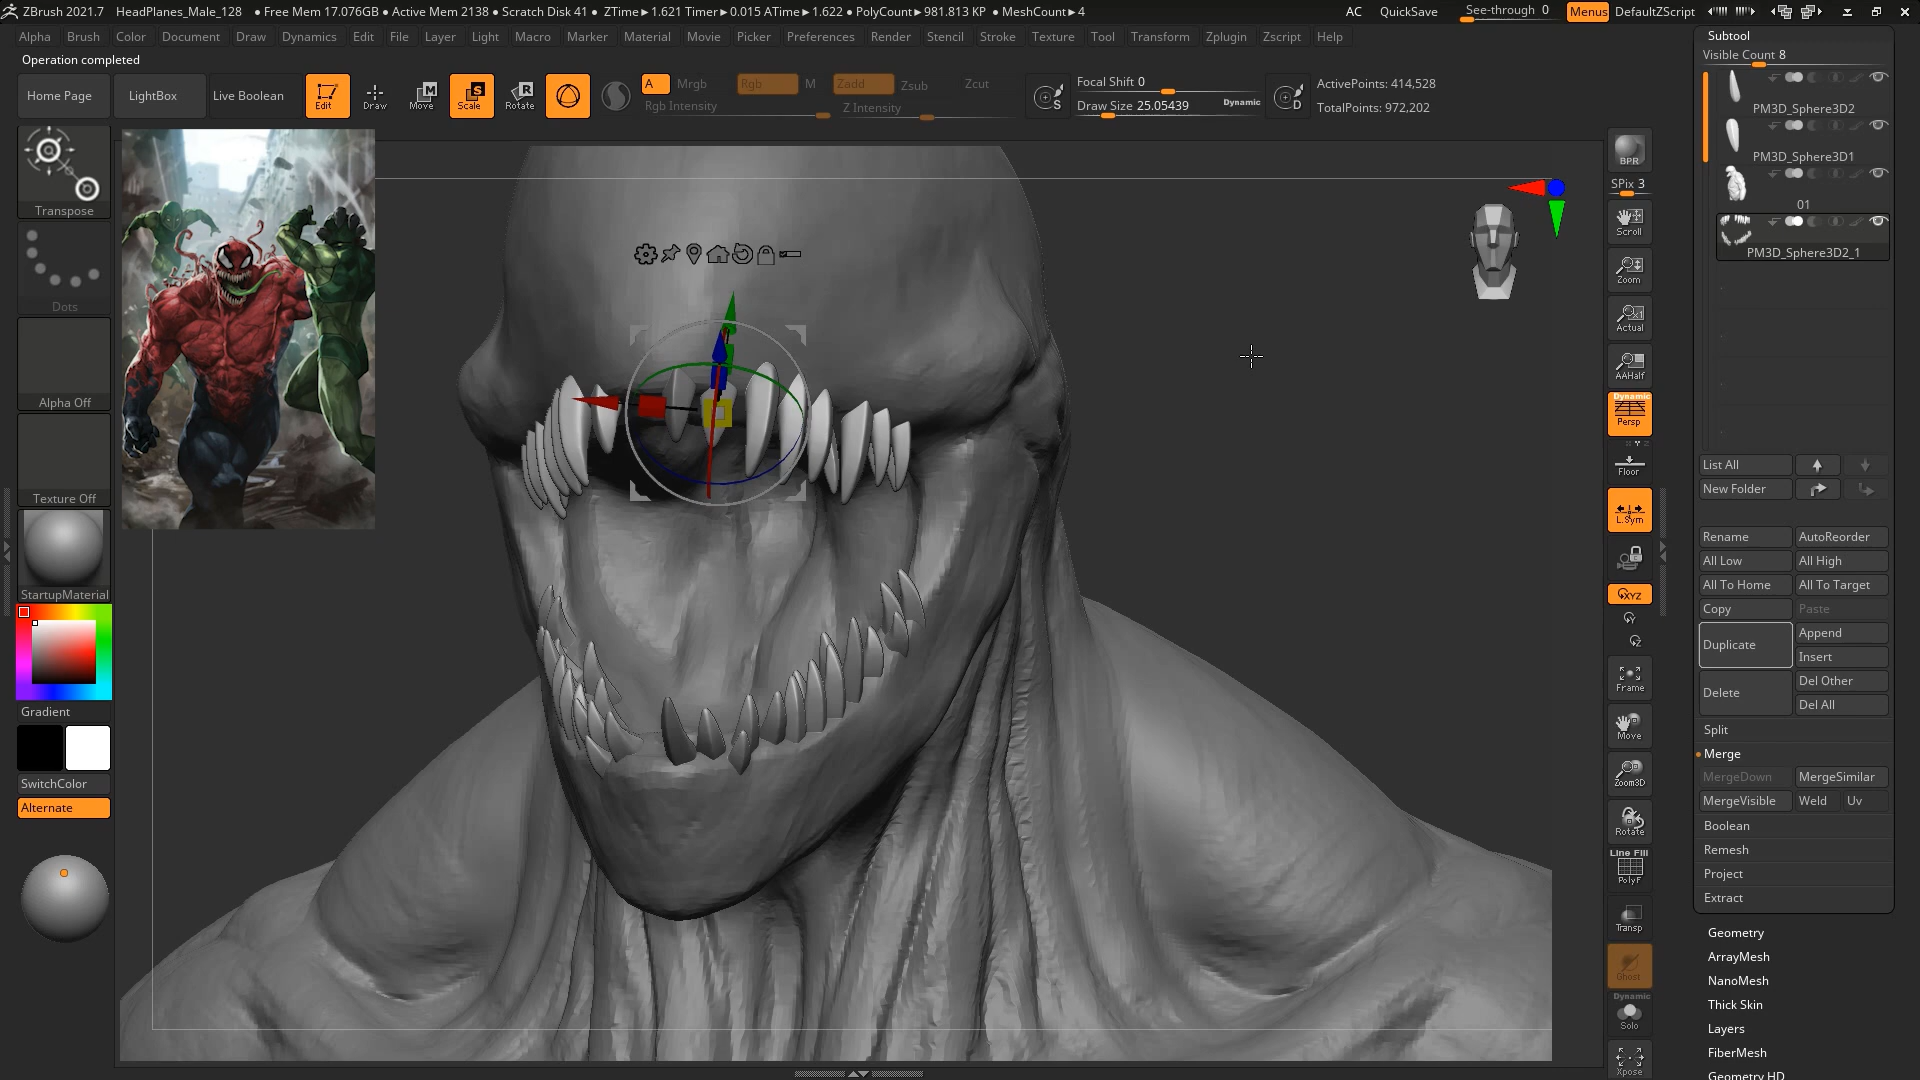 ZBrush 2021.7 HeadPlanes_Male_128 • Free Mem 17.076GB • Active Mem 2138 • Scratch Disk 41 • ZTime▸1.621 Timer▸0.015 ATime▸1.622 • PolyCount▸981.813 KP • MeshCount▸4 AC QuickSave See-through 0 Menus DefaultZScript
Alpha Brush Color Document Draw Dynamics Edit File Layer Light Macro Marker Material Movie Picker Preferences Render Stencil Stroke Texture Tool Transform Zplugin Zscript Help
Operation completed
Home Page LightBox Live Boolean Edit Draw Move Scale Rotate
A Mrgb Rgb M Zadd Zsub Zcut
Rgb Intensity Z Intensity
Focal Shift 0
Draw Size 25.05439 Dynamic
S D
ActivePoints: 414,528
TotalPoints: 972,202
Transpose
Dots
Alpha Off
Texture Off
StartupMaterial
Gradient
SwitchColor
Alternate
BPR
SPix 3
Scroll
Zoom
Actual
AAHalf
Dynamic
Persp
Floor
L.Sym
XYZ
Frame
Move
Zoom3D
Rotate
Line Fill
PolyF
Transp
Ghost
Dynamic
Solo
Xpose
Subtool
Visible Count 8
PM3D_Sphere3D2
PM3D_Sphere3D1
01
PM3D_Sphere3D2_1
List All
New Folder
Rename AutoReorder
All Low All High
All To Home All To Target
Copy Paste
Duplicate Append
Insert
Delete Del Other
Del All
Split
Merge
MergeDown MergeSimilar
MergeVisible Weld Uv
Boolean
Remesh
Project
Extract
Geometry
ArrayMesh
NanoMesh
Thick Skin
Layers
FiberMesh
Geometry HD